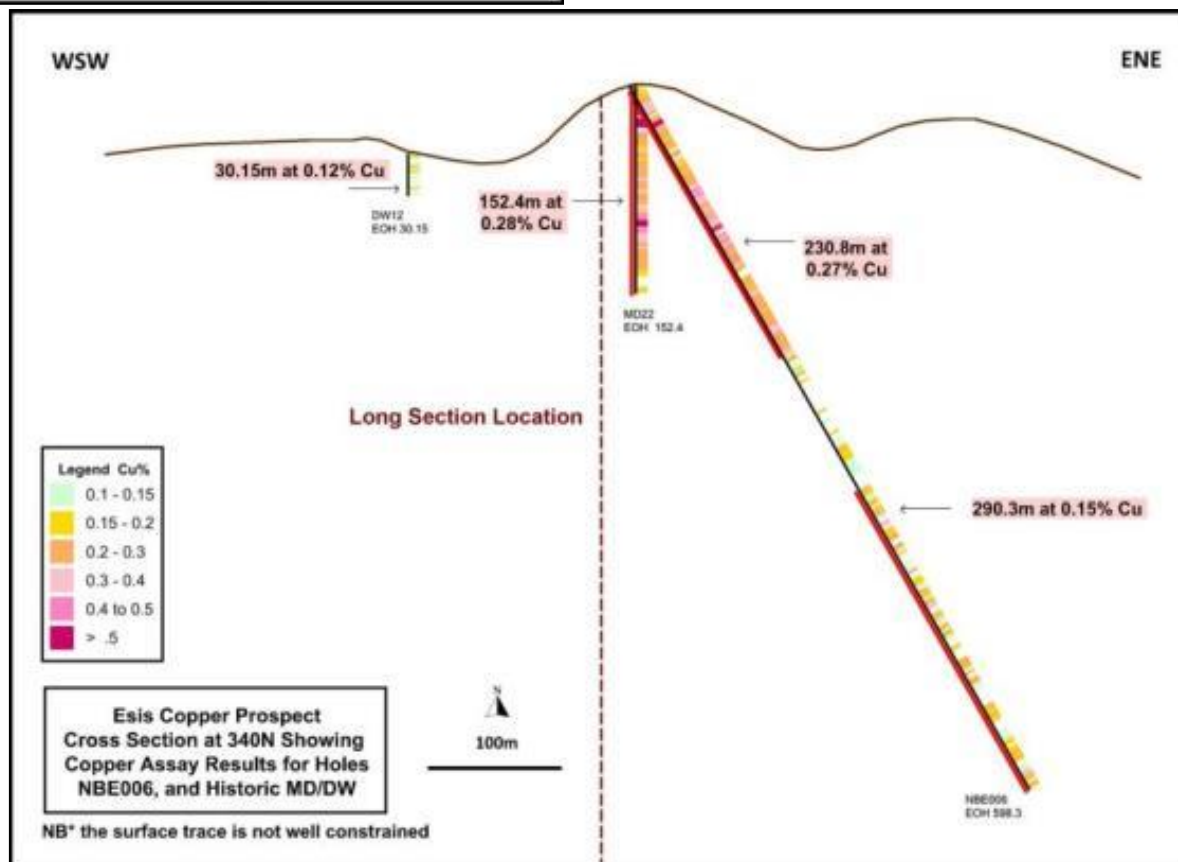 WSW
ENE
30.15m at 0.12% Cu
DW12
EOH 30.15
152.4m at
0.28% Cu
230.8m at
0.27% Cu
MD22
EOH 152.4
Long Section Location
Legend Cu%
0.1 - 0.15
0.15 - 0.2
0.2 - 0.3
0.3 - 0.4
0.4 to 0.5
> .5
290.3m at 0.15% Cu
Esis Copper Prospect
Cross Section at 340N Showing
Copper Assay Results for Holes
NBE006, and Historic MD/DW
N
100m
NBE006
EOH 598.3
NB* the surface trace is not well constrained